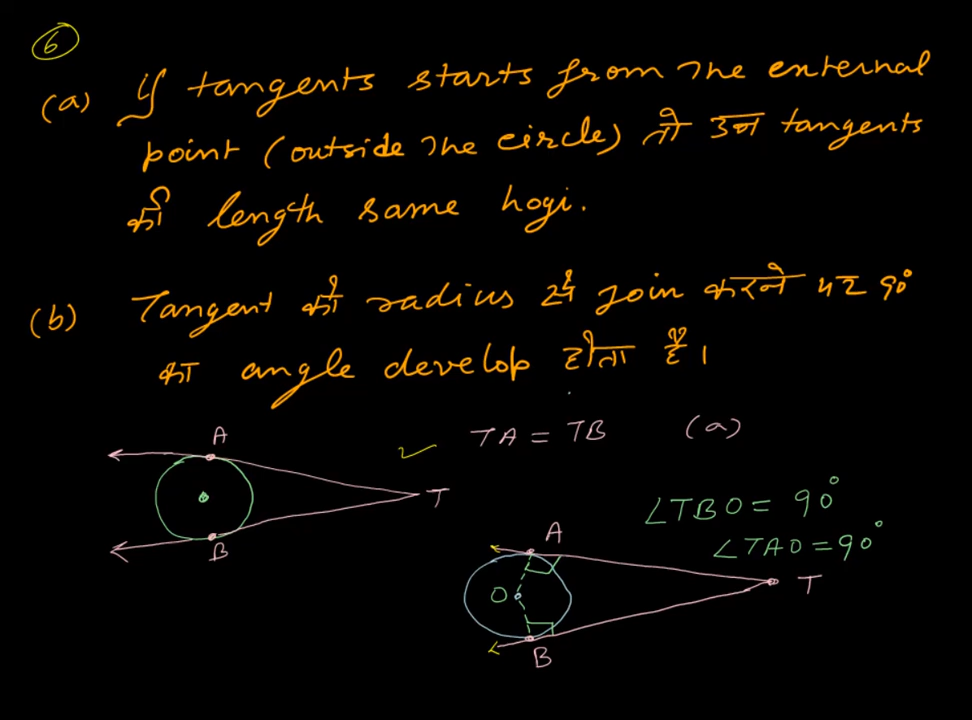 6
(a) If tangents starts from the external
point (outside the circle) तो उन tangents
की length same hogi.
(b) Tangent को radius से join करने पर 90°
का angle develop होता है।
TA = TB (a)
A
T
B
∠TBO = 90°
∠TAO = 90°
A
O
T
B